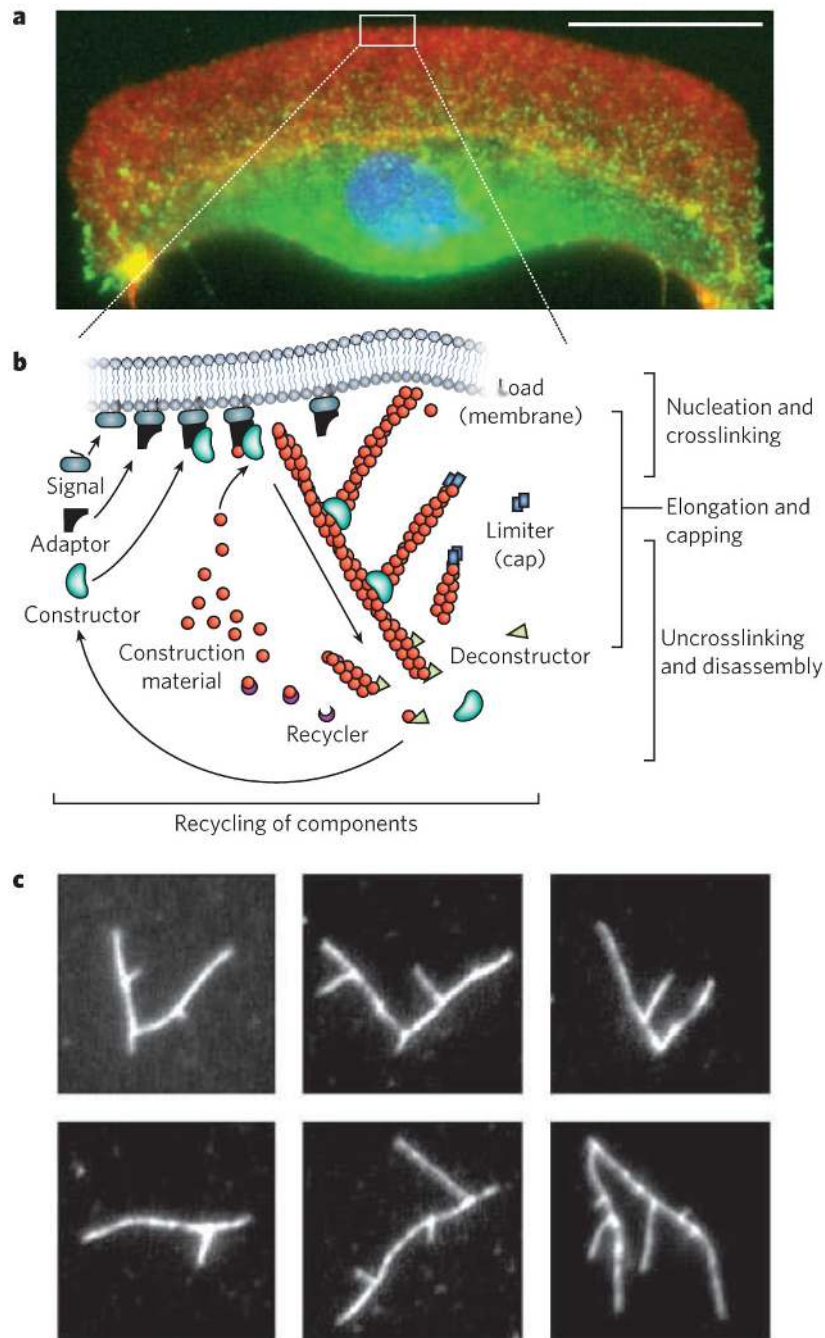 a
b
Load
(membrane)
Nucleation and
crosslinking
Signal
Adaptor
Limiter
(cap)
Elongation and
capping
Constructor
Construction
material
Deconstructor
Uncrosslinking
and disassembly
Recycler
Recycling of components
c